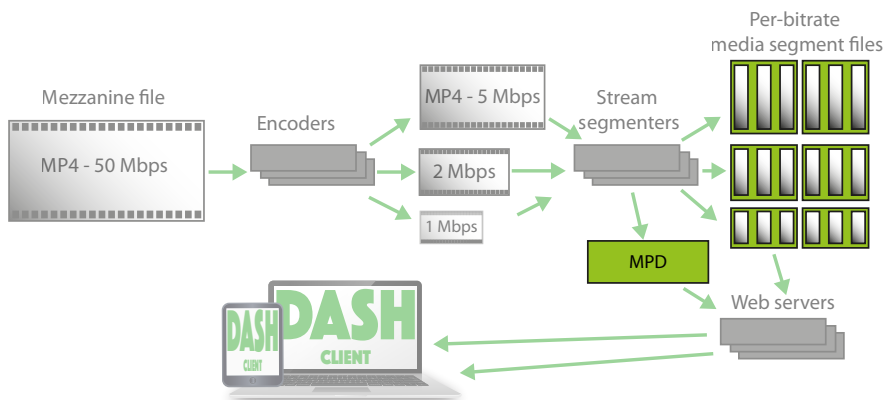 Per-bitrate
media segment files
Mezzanine file
MP4 - 50 Mbps
Encoders
MP4 - 5 Mbps
2 Mbps
1 Mbps
Stream
segmenters
MPD
Web servers
DASH
CLIENT
DASH
CLIENT